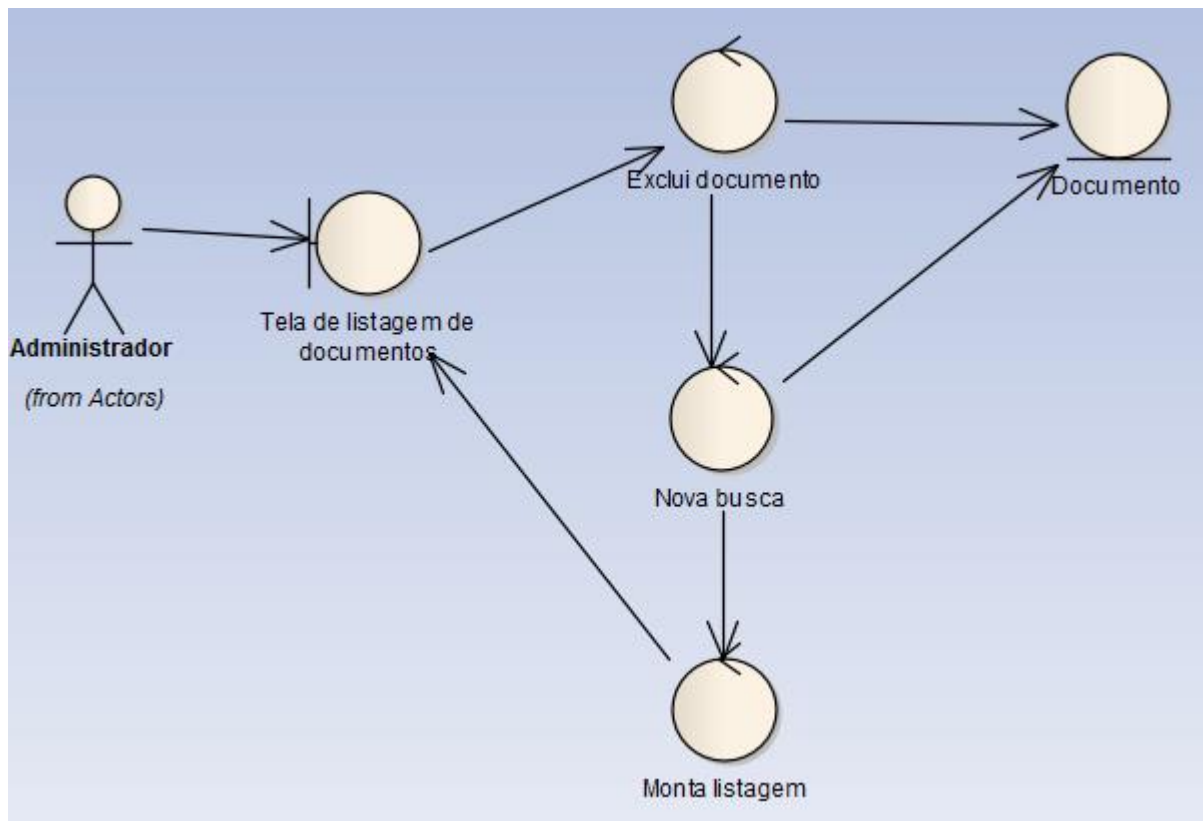 Exclui documento
Documento
Tela de listagem de
documentos
Administrador
(from Actors)
Nova busca
Monta listagem